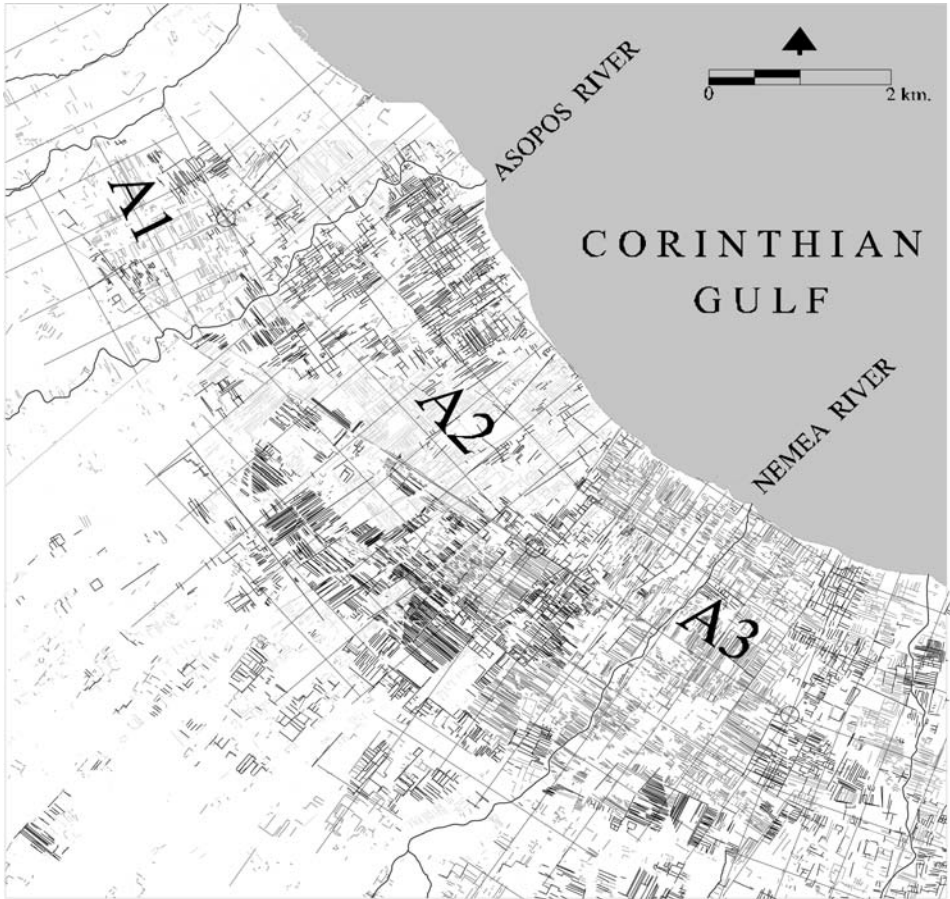 0 2 km.
ASOPOS RIVER
CORINTHIAN
GULF
NEMEA RIVER
A1
A2
A3